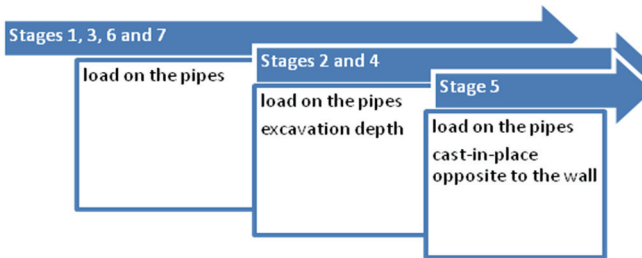 Stages 1, 3, 6 and 7
load on the pipes
Stages 2 and 4
load on the pipes
excavation depth
Stage 5
load on the pipes
cast-in-place
opposite to the wall